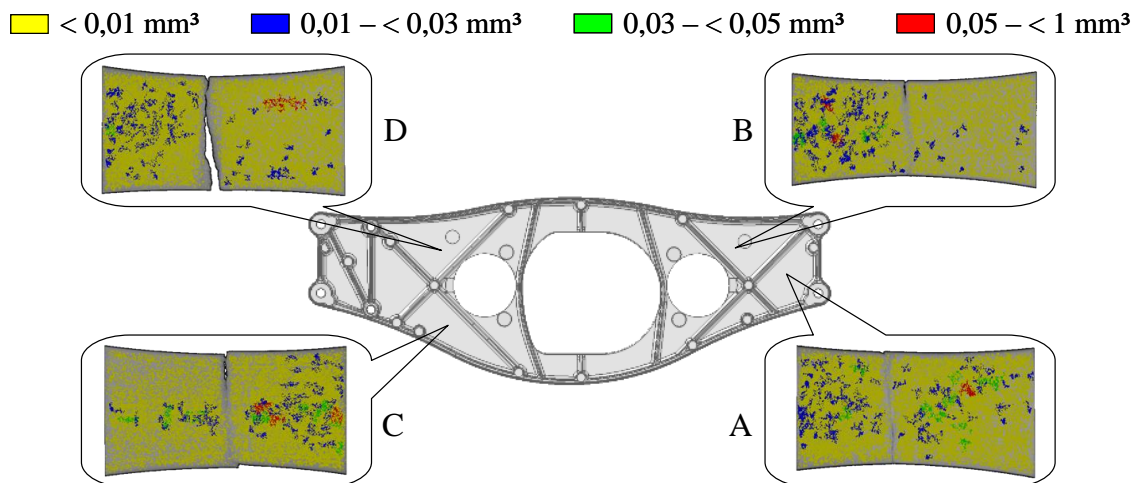 < 0,01 mm³ 0,01 – < 0,03 mm³ 0,03 – < 0,05 mm³ 0,05 – < 1 mm³
D B
C A